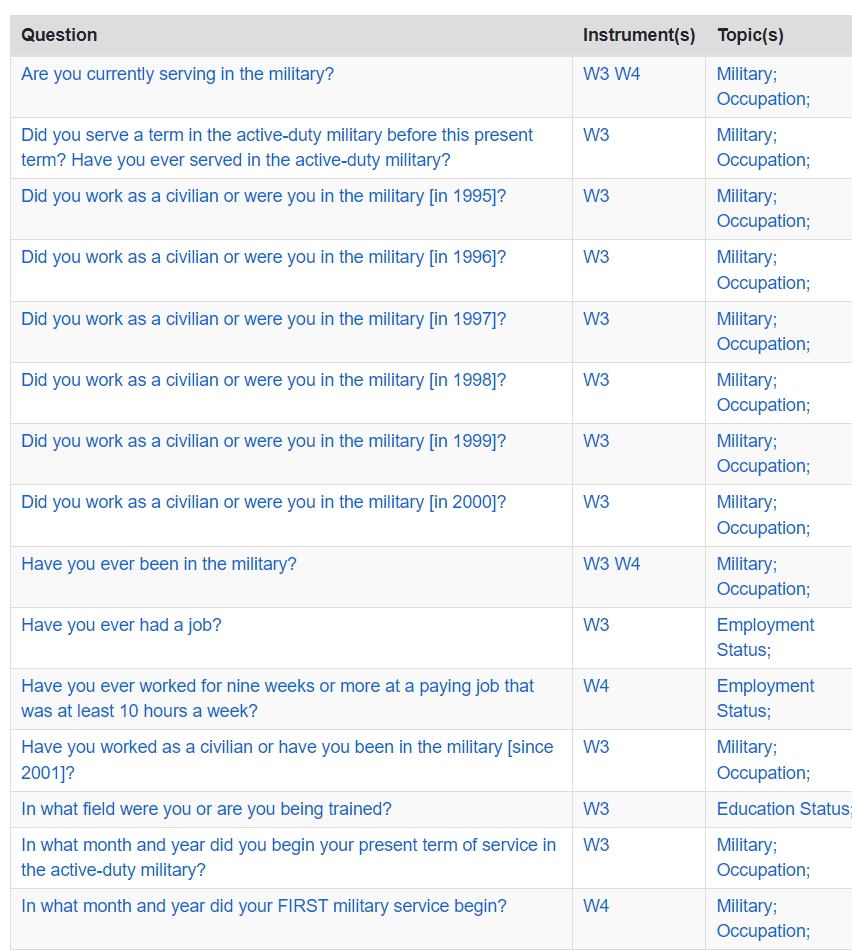 Question Instrument(s) Topic(s)
Are you currently serving in the military? W3 W4 Military;
Occupation;
Did you serve a term in the active-duty military before this present W3 Military;
term? Have you ever served in the active-duty military? Occupation;
Did you work as a civilian or were you in the military [in 1995]? W3 Military;
Occupation;
Did you work as a civilian or were you in the military [in 1996]? W3 Military;
Occupation;
Did you work as a civilian or were you in the military [in 1997]? W3 Military;
Occupation;
Did you work as a civilian or were you in the military [in 1998]? W3 Military;
Occupation;
Did you work as a civilian or were you in the military [in 1999]? W3 Military;
Occupation;
Did you work as a civilian or were you in the military [in 2000]? W3 Military;
Occupation;
Have you ever been in the military? W3 W4 Military;
Occupation;
Have you ever had a job? W3 Employment
Status;
Have you ever worked for nine weeks or more at a paying job that W4 Employment
was at least 10 hours a week? Status;
Have you worked as a civilian or have you been in the military [since W3 Military;
2001]? Occupation;
In what field were you or are you being trained? W3 Education Status;
In what month and year did you begin your present term of service in W3 Military;
the active-duty military? Occupation;
In what month and year did your FIRST military service begin? W4 Military;
Occupation;